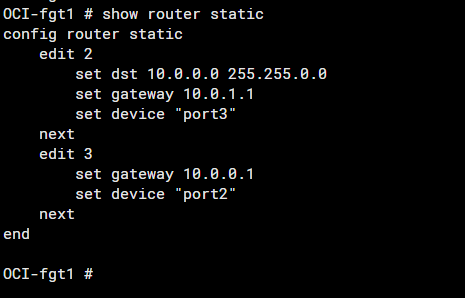 OCI-fgt1 # show router static
config router static
    edit 2
        set dst 10.0.0.0 255.255.0.0
        set gateway 10.0.1.1
        set device "port3"
    next
    edit 3
        set gateway 10.0.0.1
        set device "port2"
    next
end
OCI-fgt1 #